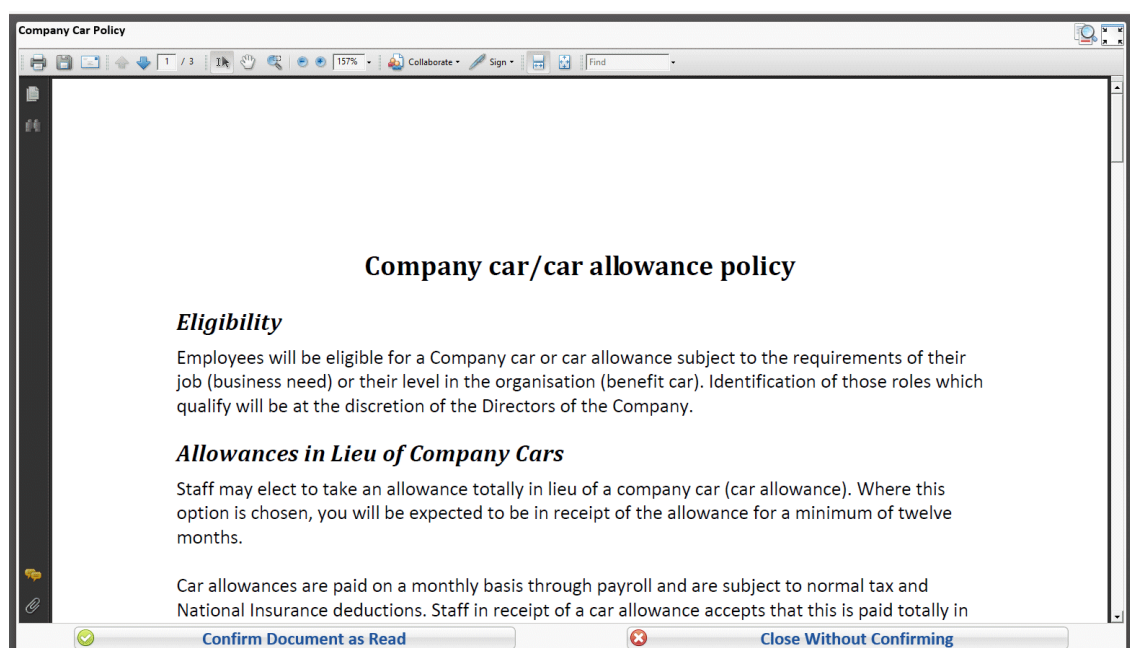 Company Car Policy
1 / 3 157% Collaborate Sign Find
Company car/car allowance policy
Eligibility
Employees will be eligible for a Company car or car allowance subject to the requirements of their
job (business need) or their level in the organisation (benefit car). Identification of those roles which
qualify will be at the discretion of the Directors of the Company.
Allowances in Lieu of Company Cars
Staff may elect to take an allowance totally in lieu of a company car (car allowance). Where this
option is chosen, you will be expected to be in receipt of the allowance for a minimum of twelve
months.
Car allowances are paid on a monthly basis through payroll and are subject to normal tax and
National Insurance deductions. Staff in receipt of a car allowance accepts that this is paid totally in
Confirm Document as Read Close Without Confirming